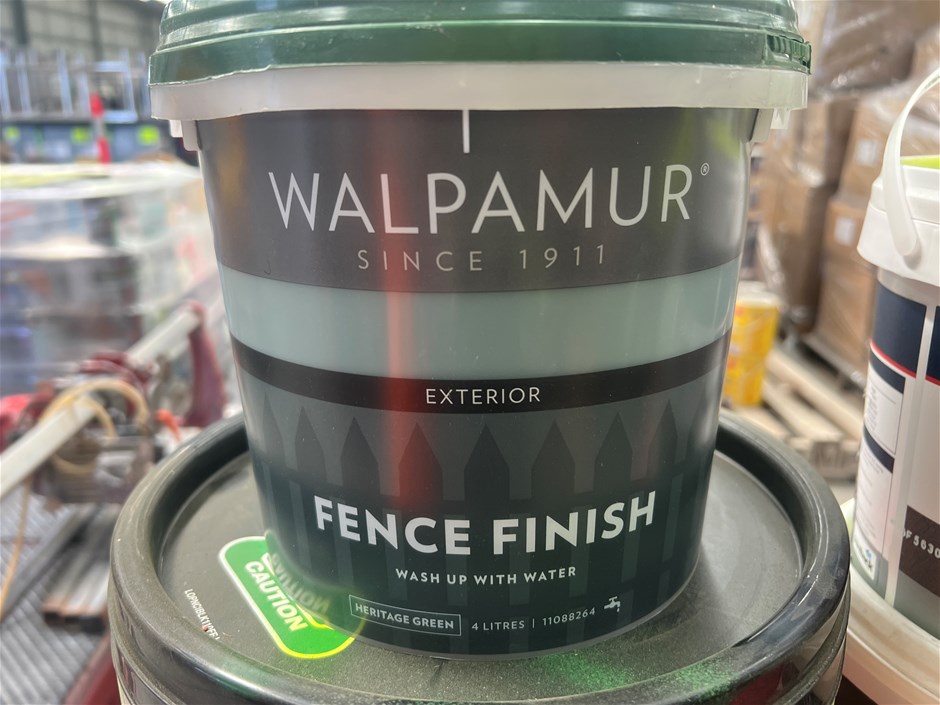 WALPAMUR®
SINCE 1911
EXTERIOR
FENCE FINISH
WASH UP WITH WATER
HERITAGE GREEN 4 LITRES | 11088264
CAUTION